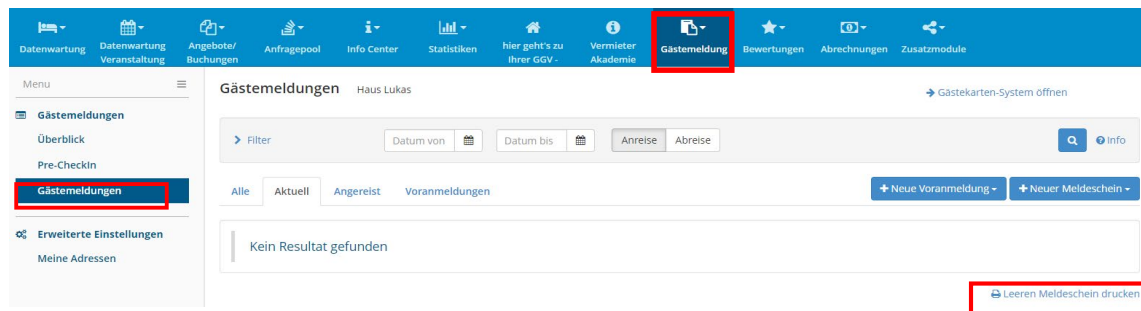 Datenwartung
Datenwartung Veranstaltung
Angebote/ Buchungen
Anfragepool
Info Center
Statistiken
hier geht's zu Ihrer GGV -
Vermieter Akademie
Gästemeldung
Bewertungen
Abrechnungen
Zusatzmodule
Menu
Gästemeldungen
Überblick
Pre-CheckIn
Gästemeldungen
Erweiterte Einstellungen
Meine Adressen
Gästemeldungen Haus Lukas
Gästekarten-System öffnen
Filter
Datum von
Datum bis
Anreise
Abreise
Info
Alle
Aktuell
Angereist
Voranmeldungen
Neue Voranmeldung
Neuer Meldeschein
Kein Resultat gefunden
Leeren Meldeschein drucken